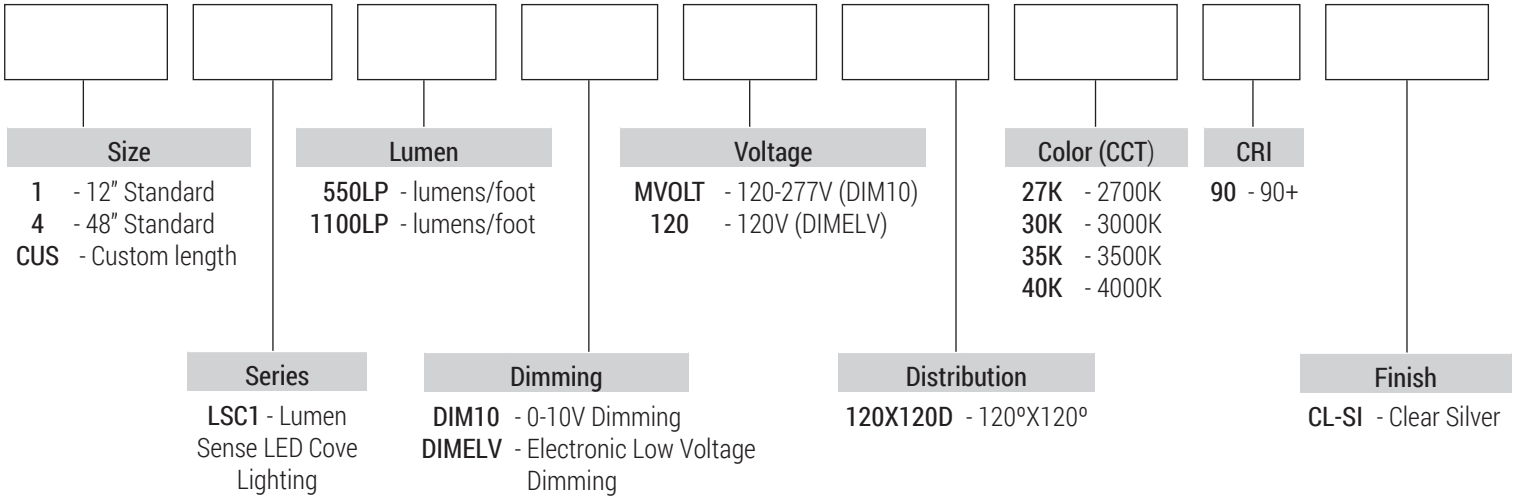 Size
1 - 12" Standard
4 - 48" Standard
CUS - Custom length
Lumen
550LP - lumens/foot
1100LP - lumens/foot
Voltage
MVOLT - 120-277V (DIM10)
120 - 120V (DIMELV)
Color (CCT)
27K - 2700K
30K - 3000K
35K - 3500K
40K - 4000K
CRI
90 - 90+
Series
LSC1 - Lumen
Sense LED Cove
Lighting
Dimming
DIM10 - 0-10V Dimming
DIMELV - Electronic Low Voltage
Dimming
Distribution
120X120D - 120ºX120º
Finish
CL-SI - Clear Silver